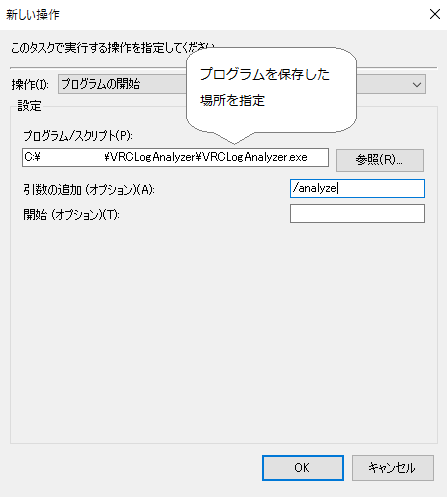 新しい操作
このタスクで実行する操作を指定してください
操作(I):
プログラムの開始
プログラムを保存した
場所を指定
設定
プログラム/スクリプト(P):
C:¥ ¥VRCLogAnalyzer¥VRCLogAnalyzer.exe
参照(R)...
引数の追加 (オプション)(A):
/analyze
開始 (オプション)(T):
OK
キャンセル